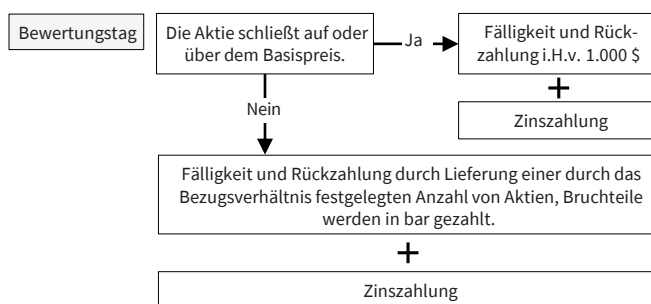 Bewertungstag
Die Aktie schließt auf oder
über dem Basispreis.
Ja
Fälligkeit und Rück-
zahlung i.H.v. 1.000 $
+
Zinszahlung
Nein
Fälligkeit und Rückzahlung durch Lieferung einer durch das
Bezugsverhältnis festgelegten Anzahl von Aktien, Bruchteile
werden in bar gezahlt.
+
Zinszahlung